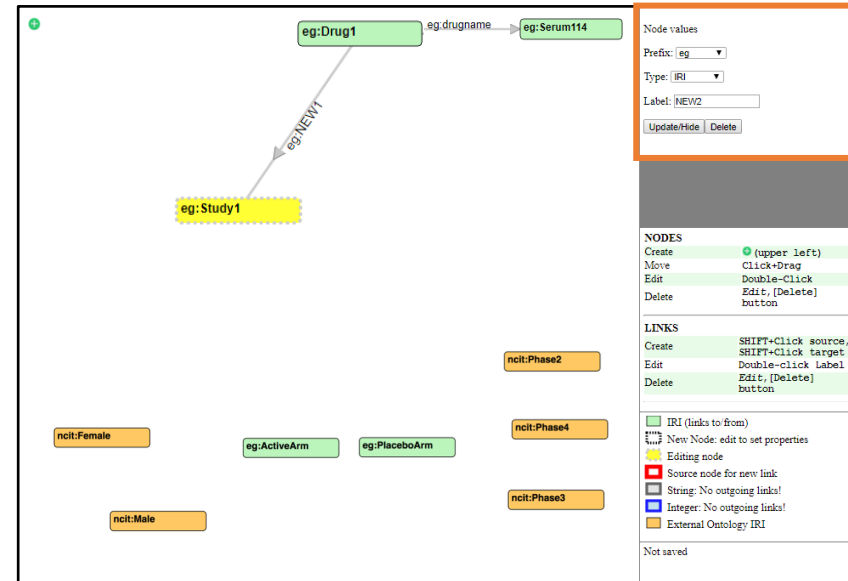 eg:Drug1
eg:drugname
eg:Serum114
eg:NEW1
eg:Study1
ncit:Phase2
ncit:Phase4
ncit:Female
eg:ActiveArm
eg:PlaceboArm
ncit:Phase3
ncit:Male
Node values
Prefix: eg
Type: IRI
Label: NEW2
Update/Hide Delete
NODES
Create (upper left)
Move Click+Drag
Edit Double-Click
Delete Edit,[Delete]
button
LINKS
Create SHIFT+Click source,
SHIFT+Click target
Edit Double-click Label
Delete Edit,[Delete]
button
IRI (links to/from)
New Node: edit to set properties
Editing node
Source node for new link
String: No outgoing links!
Integer: No outgoing links!
External Ontology IRI
Not saved